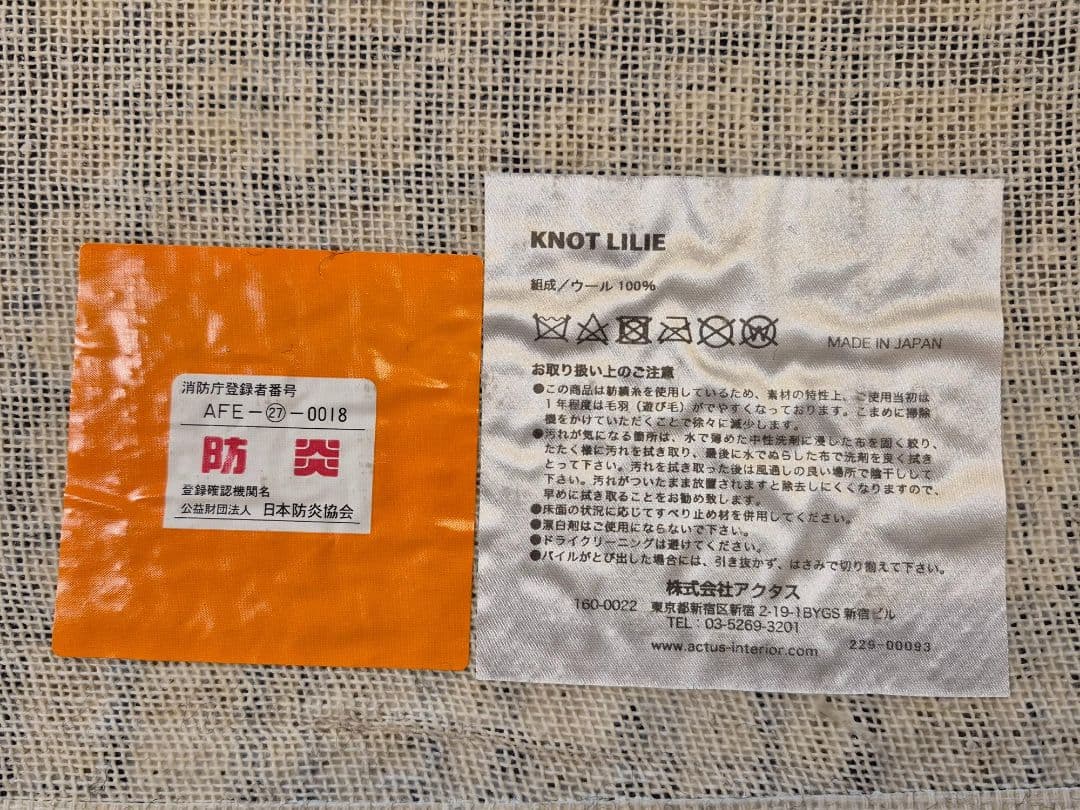 消防庁登録者番号
AFE-㉗-0018
防 炎
登録確認機関名
公益財団法人 日本防炎協会
KNOT LILIE
組成/ウール 100%
MADE IN JAPAN
お取り扱い上のご注意
●この商品は紡績糸を使用しているため、素材の特性上、ご使用当初は
1年程度は毛羽(遊び毛)がでやすくなっております。こまめに掃除
機をかけていただくことで徐々に減少します。
●汚れが気になる箇所は、水で薄めた中性洗剤に浸した布を固く絞り、
たたく様に汚れを拭き取り、最後に水でぬらした布で洗剤を良く拭き
とって下さい。汚れを拭き取った後は風通しの良い場所で陰干しして
下さい。汚れがついたまま放置されますと除去しにくくなりますので、
早めに拭き取ることをお勧め致します。
●床面の状況に応じてすべり止め材を併用してください。
●漂白剤はご使用にならないで下さい。
●ドライクリーニングは避けてください。
●パイルがとび出した場合には、引き抜かず、はさみで切り揃えて下さい。
株式会社アクタス
160-0022 東京都新宿区新宿 2-19-1BYGS 新宿ビル
TEL:03-5269-3201
www.actus-interior.com 229-00093